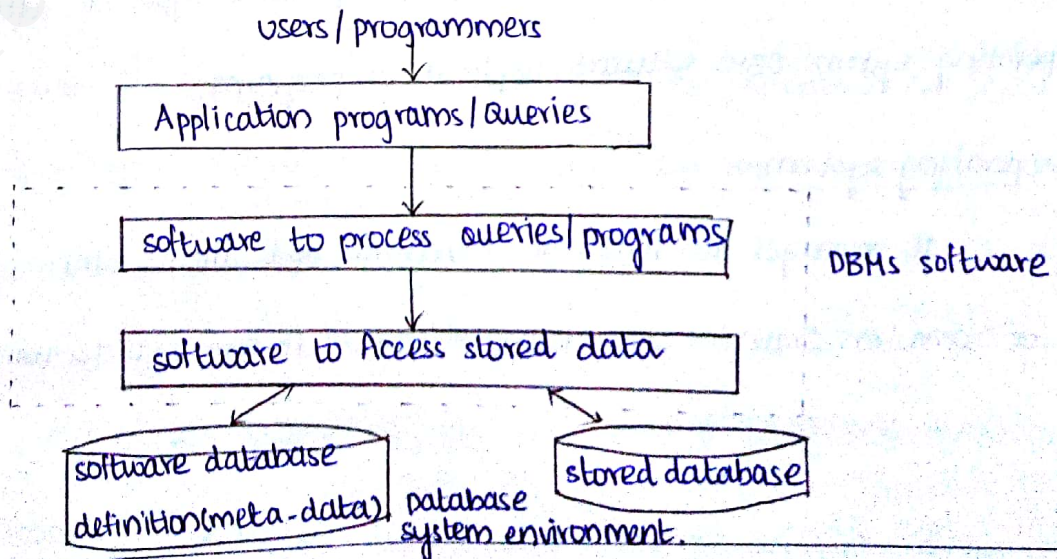 users/programmers
Application programs/Queries
software to process queries/programs
DBMs software
software to Access stored data
software database
definition(meta-data)
stored database
Database
system environment.